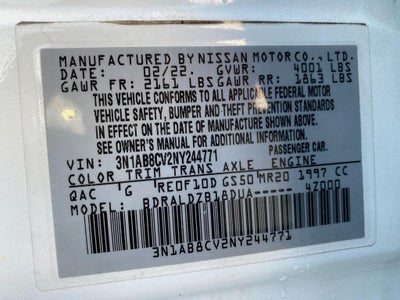 MANUFACTURED BY NISSAN MOTOR CO., LTD.
DATE: 02/22, GVWR: 4001 LBS
GAWR FR: 2161 LBS GAWR RR: 1863 LBS
THIS VEHICLE CONFORMS TO ALL APPLICABLE FEDERAL MOTOR
VEHICLE SAFETY, BUMPER AND THEFT PREVENTION STANDARDS
IN EFFECT ON THE DATE OF MANUFACTURE SHOWN ABOVE.
SEE OWNER'S MANUAL FOR ADDITIONAL INFORMATION.
VIN: 3N1AB8CV2NY244771 PASSENGER CAR.
COLOR TRIM TRANS AXLE ENGINE
QAC G RE0F10D GS50 MR20 1997 CC
MODEL: BDRALDZB18DUA----- 4Z000
3N1AB8CV2NY244771